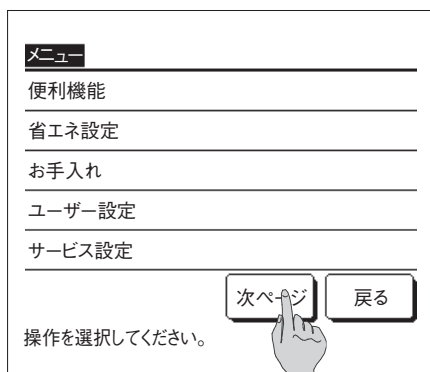 メニュー
便利機能
省エネ設定
お手入れ
ユーザー設定
サービス設定
次ページ 戻る
操作を選択してください。